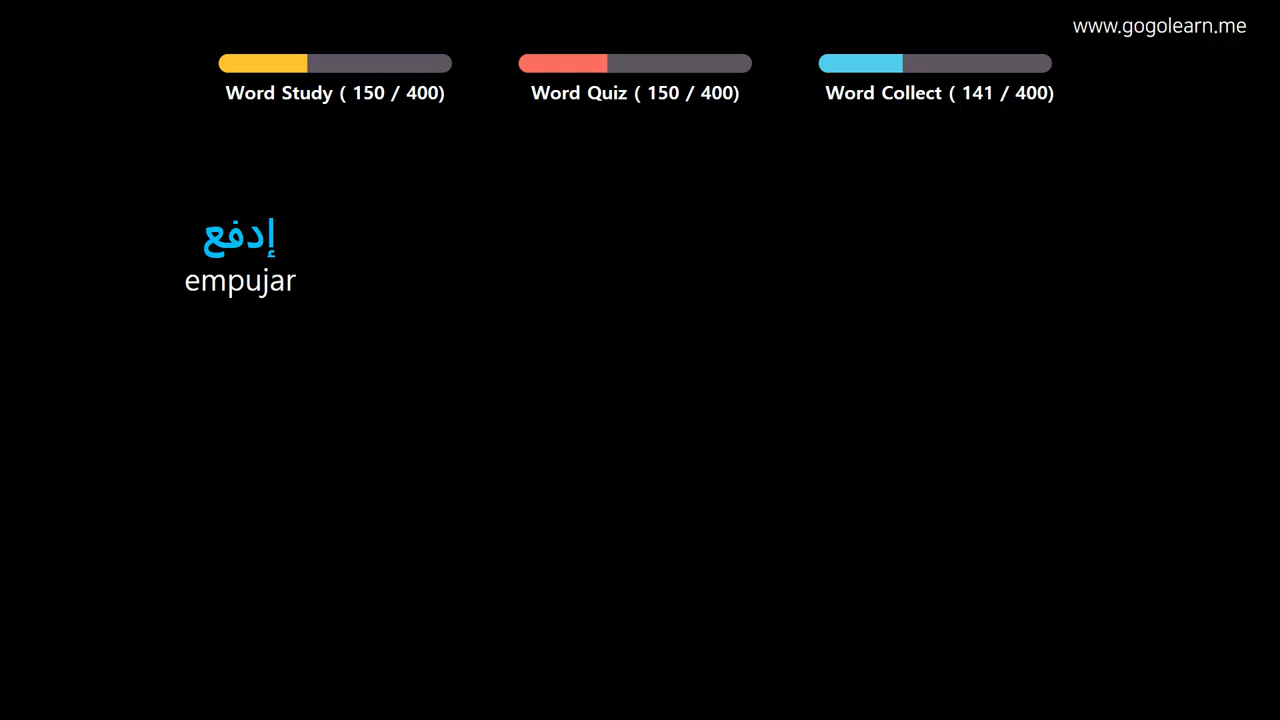 www.gogolearn.me
Word Study ( 150 / 400)
Word Quiz ( 150 / 400)
Word Collect ( 141 / 400)
إدفع
empujar